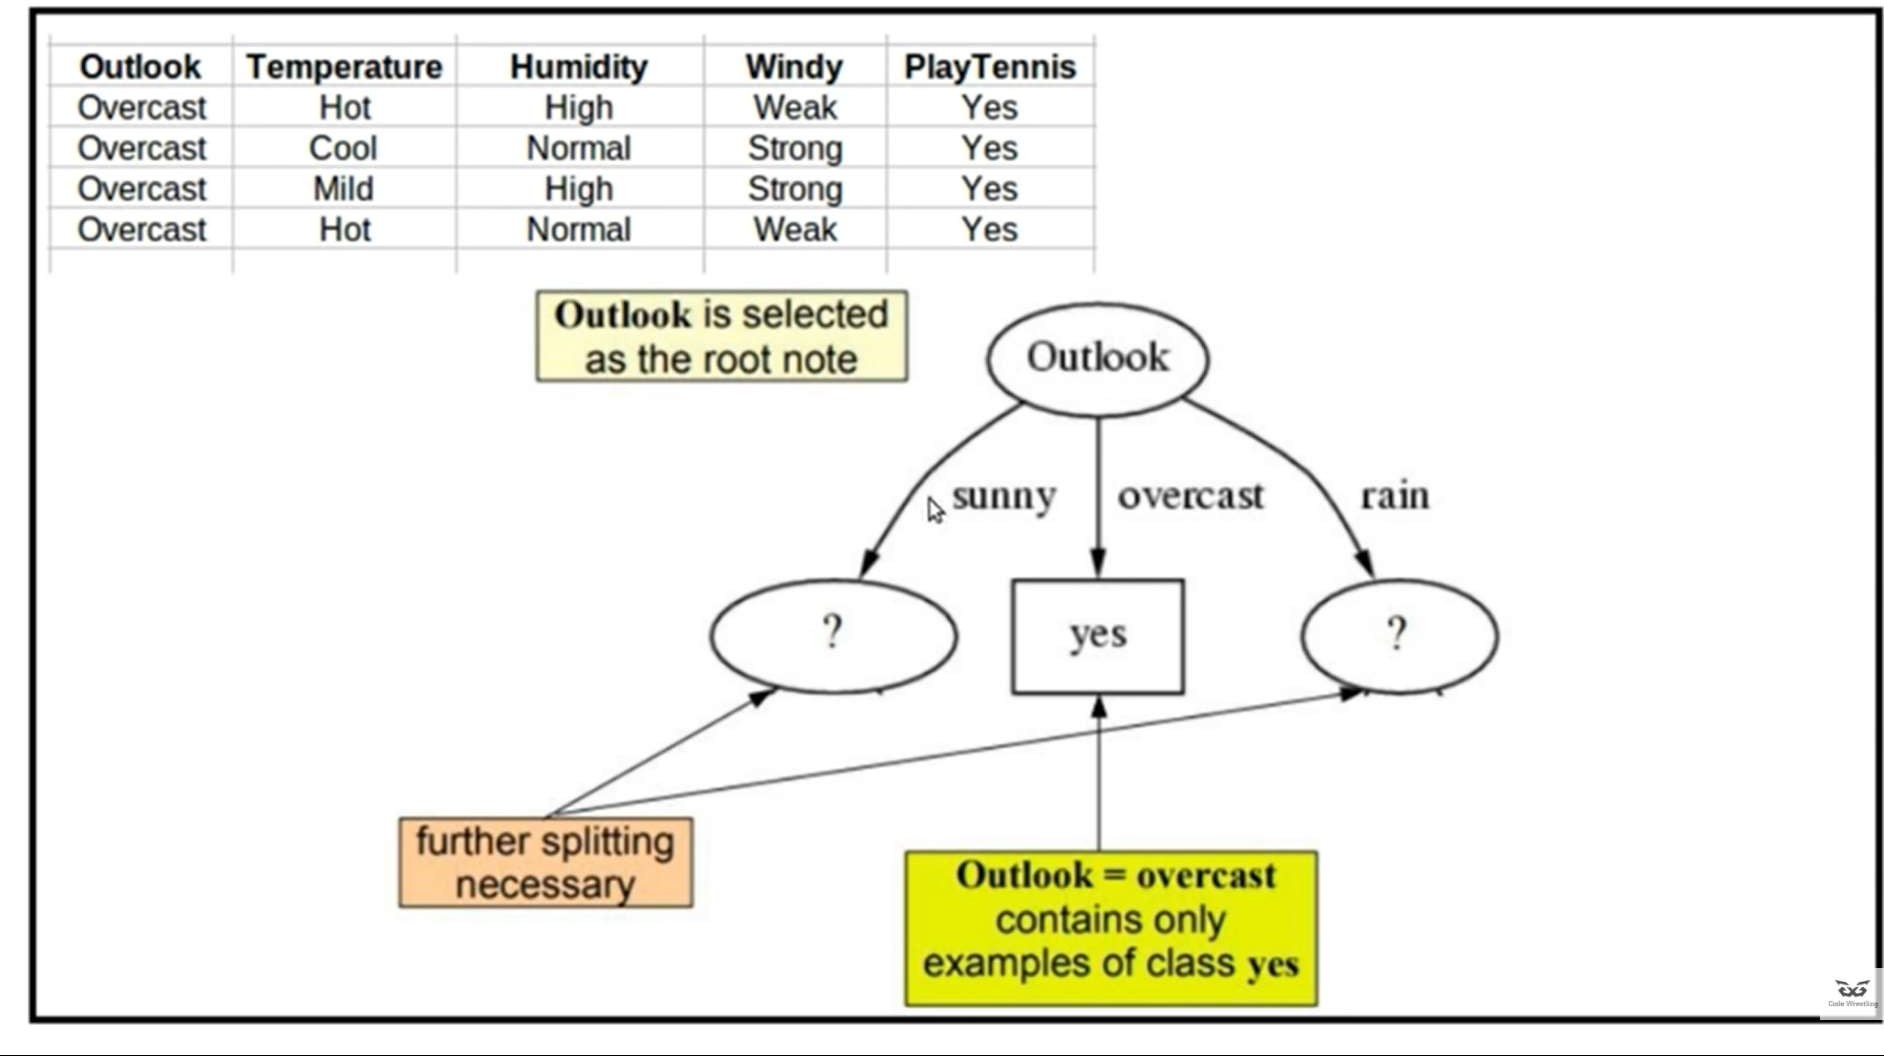 Outlook Temperature Humidity Windy PlayTennis
Overcast Hot High Weak Yes
Overcast Cool Normal Strong Yes
Overcast Mild High Strong Yes
Overcast Hot Normal Weak Yes
Outlook is selected
as the root note
Outlook
sunny overcast rain
? yes ?
further splitting
necessary
Outlook = overcast
contains only
examples of class yes
Code Wrestling